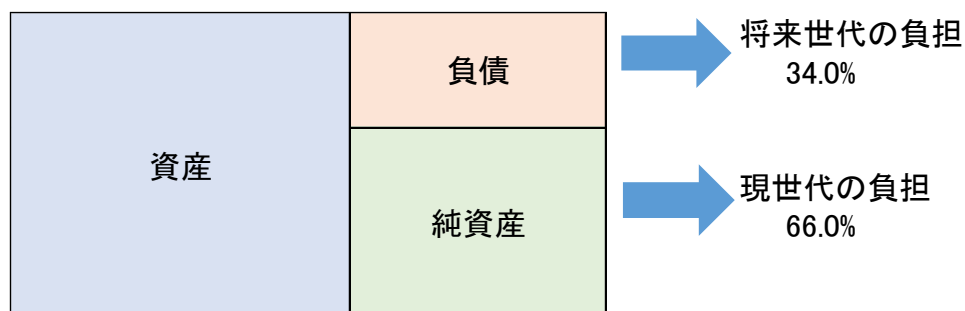 資産
負債
純資産
将来世代の負担
34.0%
現世代の負担
66.0%